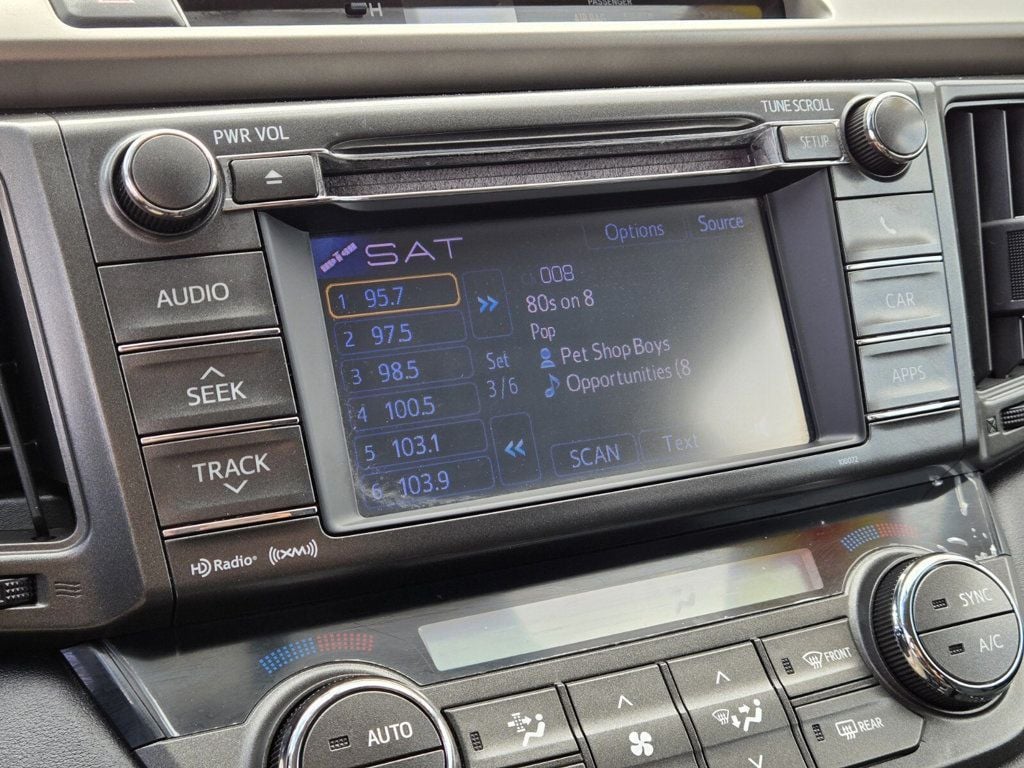 H
PASSENGER
PWR VOL
TUNE SCROLL
SETUP
AUDIO
SEEK
TRACK
HD Radio®
((XM))
SAT
Options
Source
1 95.7
2 97.5
3 98.5
4 100.5
5 103.1
6 103.9
Set
3/6
008
80s on 8
Pop
Pet Shop Boys
Opportunities (8
SCAN
Text
CAR
APPS
100072
AUTO
FRONT
REAR
SYNC
A/C